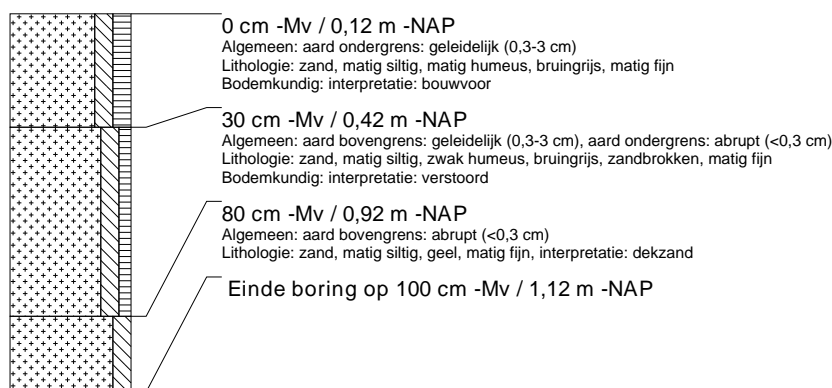 0 cm -Mv / 0,12 m -NAP
Algemeen: aard ondergrens: geleidelijk (0,3-3 cm)
Lithologie: zand, matig siltig, matig humeus, bruingrijs, matig fijn
Bodemkundig: interpretatie: bouwvoor
30 cm -Mv / 0,42 m -NAP
Algemeen: aard bovengrens: geleidelijk (0,3-3 cm), aard ondergrens: abrupt (<0,3 cm)
Lithologie: zand, matig siltig, zwak humeus, bruingrijs, zandbrokken, matig fijn
Bodemkundig: interpretatie: verstoord
80 cm -Mv / 0,92 m -NAP
Algemeen: aard bovengrens: abrupt (<0,3 cm)
Lithologie: zand, matig siltig, geel, matig fijn, interpretatie: dekzand
Einde boring op 100 cm -Mv / 1,12 m -NAP